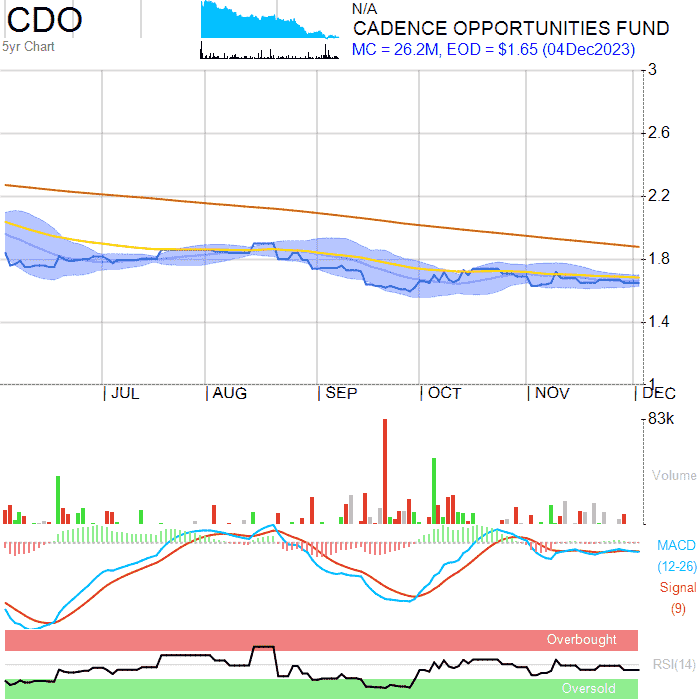 CDO
5yr Chart
N/A
CADENCE OPPORTUNITIES FUND
MC = 26.2M, EOD = $1.65 (04Dec2023)
3
2.6
2.2
1.8
1.4
1
JUL AUG SEP OCT NOV DEC
83k
Volume
MACD
(12-26)
Signal
(9)
Overbought
RSI(14)
Oversold